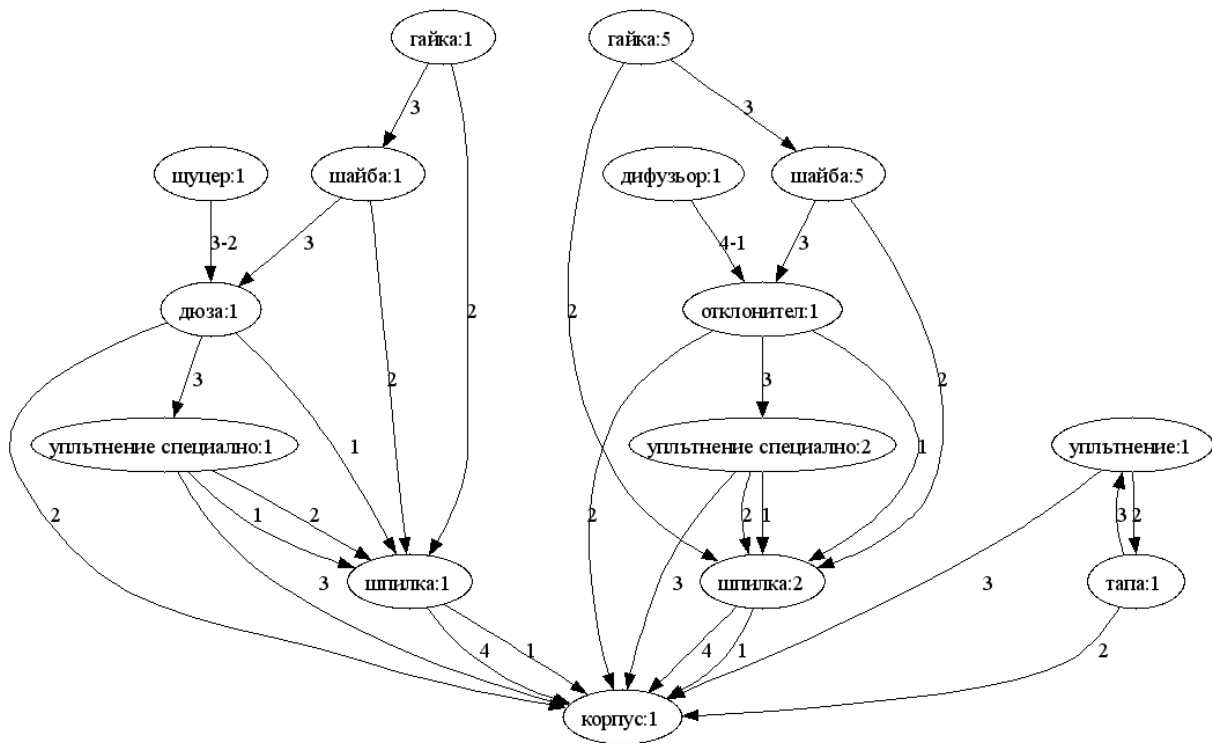 гайка:1 гайка:5
3 3
щуцер:1 шайба:1 дифузьор:1 шайба:5
3-2 3 4-1 3
дюза:1 2 2 отклонител:1
3 2 3 2
уплътнение специално:1 1 уплътнение специално:2 1 уплътнение:1
2 1 2 2 2 1 3 2
3 шпилка:1 3 шпилка:2 3 тапа:1
4 1 4 1 2
корпус:1